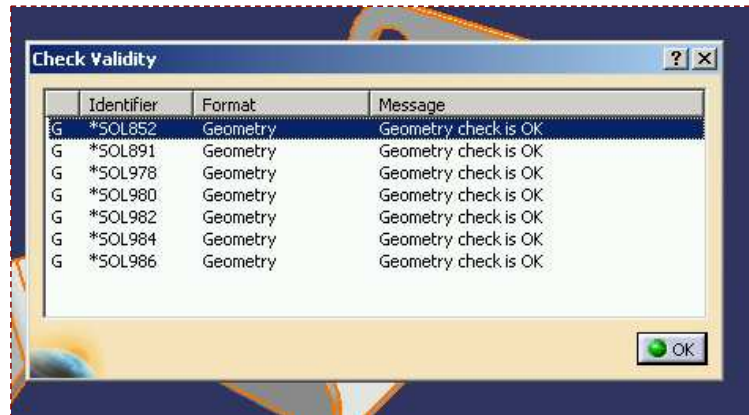 Check Validity
? X
Identifier Format Message
G *SOL852 Geometry Geometry check is OK
G *SOL891 Geometry Geometry check is OK
G *SOL978 Geometry Geometry check is OK
G *SOL980 Geometry Geometry check is OK
G *SOL982 Geometry Geometry check is OK
G *SOL984 Geometry Geometry check is OK
G *SOL986 Geometry Geometry check is OK
OK